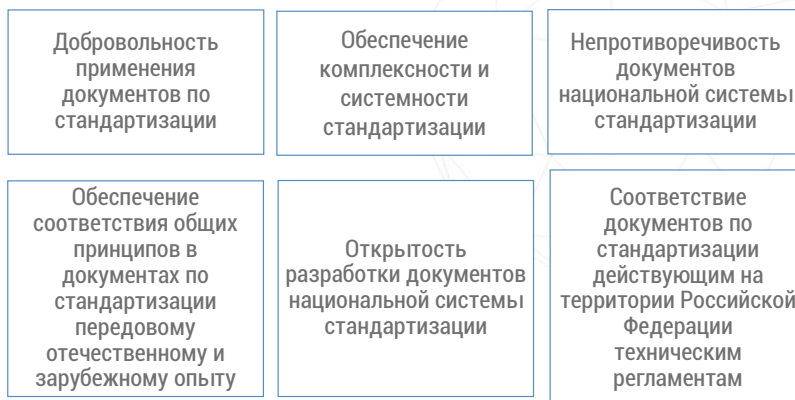 Добровольность
применения
документов по
стандартизации
Обеспечение
комплексности и
системности
стандартизации
Непротиворечивость
документов
национальной системы
стандартизации
Обеспечение
соответствия общих
принципов в
документах по
стандартизации
передовому
отечественному и
зарубежному опыту
Открытость
разработки документов
национальной системы
стандартизации
Соответствие
документов по
стандартизации
действующим на
территории Российской
Федерации
техническим
регламентам